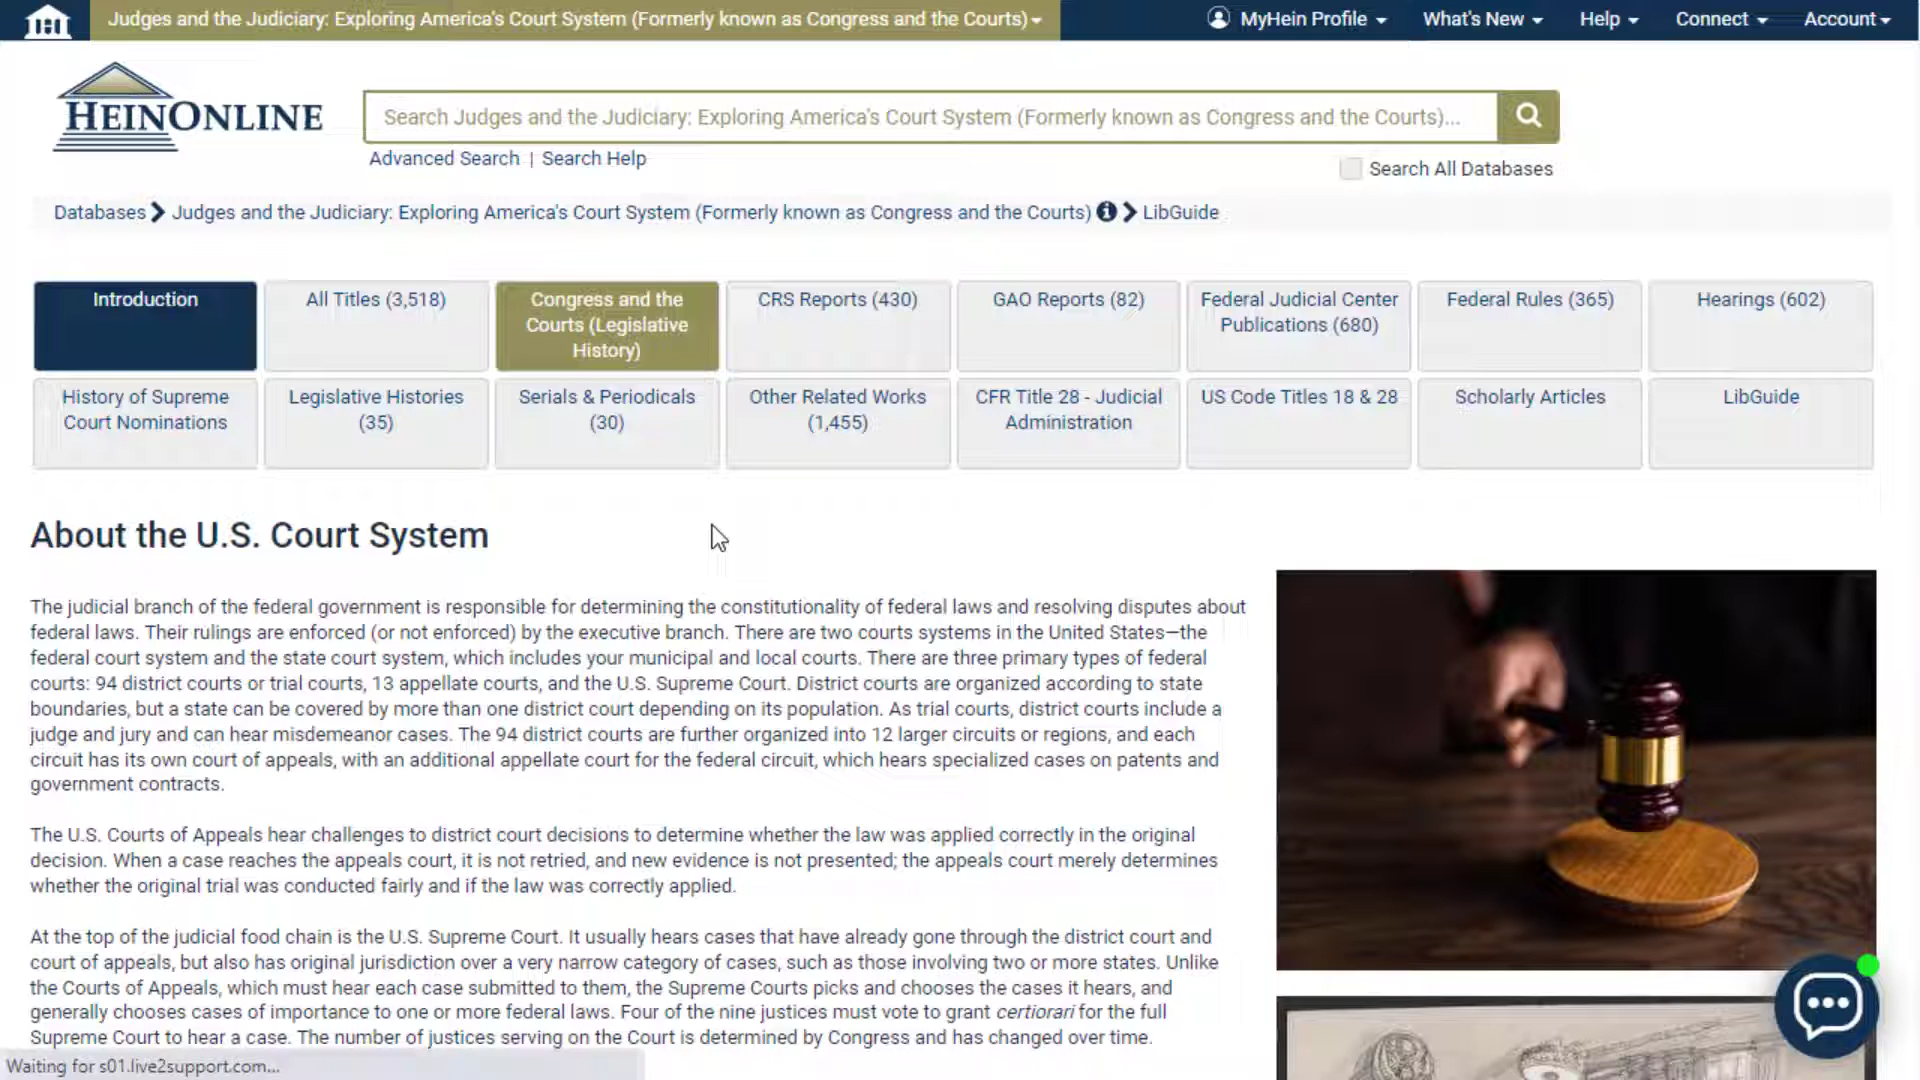 Judges and the Judiciary: Exploring America's Court System (Formerly known as Congress and the Courts)
MyHein Profile
What's New
Help
Connect
Account
HEINONLINE
Search Judges and the Judiciary: Exploring America's Court System (Formerly known as Congress and the Courts)...
Advanced Search | Search Help
Search All Databases
Databases > Judges and the Judiciary: Exploring America's Court System (Formerly known as Congress and the Courts) > LibGuide
Introduction
All Titles (3,518)
Congress and the
Courts (Legislative
History)
CRS Reports (430)
GAO Reports (82)
Federal Judicial Center
Publications (680)
Federal Rules (365)
Hearings (602)
History of Supreme
Court Nominations
Legislative Histories
(35)
Serials & Periodicals
(30)
Other Related Works
(1,455)
CFR Title 28 - Judicial
Administration
US Code Titles 18 & 28
Scholarly Articles
LibGuide
About the U.S. Court System
The judicial branch of the federal government is responsible for determining the constitutionality of federal laws and resolving disputes about
federal laws. Their rulings are enforced (or not enforced) by the executive branch. There are two courts systems in the United States—the
federal court system and the state court system, which includes your municipal and local courts. There are three primary types of federal
courts: 94 district courts or trial courts, 13 appellate courts, and the U.S. Supreme Court. District courts are organized according to state
boundaries, but a state can be covered by more than one district court depending on its population. As trial courts, district courts include a
judge and jury and can hear misdemeanor cases. The 94 district courts are further organized into 12 larger circuits or regions, and each
circuit has its own court of appeals, with an additional appellate court for the federal circuit, which hears specialized cases on patents and
government contracts.
The U.S. Courts of Appeals hear challenges to district court decisions to determine whether the law was applied correctly in the original
decision. When a case reaches the appeals court, it is not retried, and new evidence is not presented; the appeals court merely determines
whether the original trial was conducted fairly and if the law was correctly applied.
At the top of the judicial food chain is the U.S. Supreme Court. It usually hears cases that have already gone through the district court and
court of appeals, but also has original jurisdiction over a very narrow category of cases, such as those involving two or more states. Unlike
the Courts of Appeals, which must hear each case submitted to them, the Supreme Courts picks and chooses the cases it hears, and
generally chooses cases of importance to one or more federal laws. Four of the nine justices must vote to grant certiorari for the full
Supreme Court to hear a case. The number of justices serving on the Court is determined by Congress and has changed over time.
Waiting for s01.live2support.com...